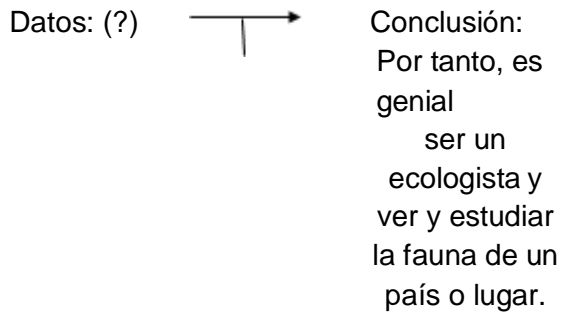 Datos: (?)
Conclusión:
Por tanto, es
genial
ser un
ecologista y
ver y estudiar
la fauna de un
país o lugar.